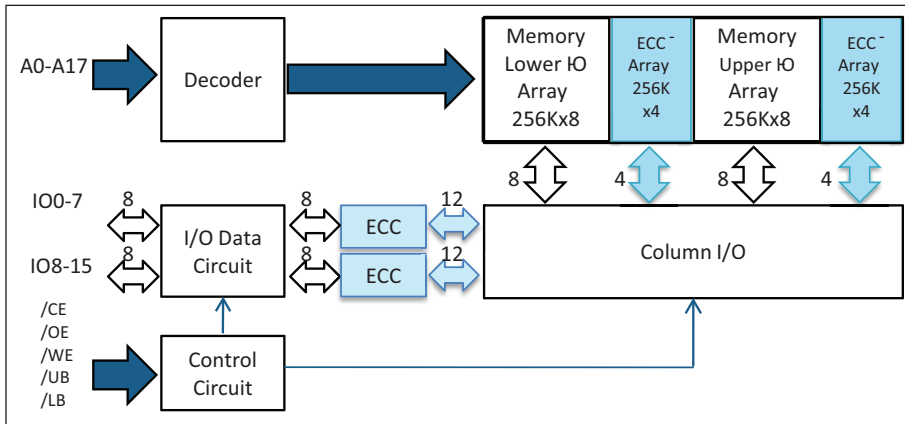 A0-A17
Decoder
Memory
Lower Ю
Array
256Kx8
ECC -
Array
256K
x4
Memory
Upper Ю
Array
256Kx8
ECC -
Array
256K
x4
8
4
8
4
IO0-7
8
8
12
I/O Data
Circuit
ECC
Column I/O
IO8-15
8
8
12
ECC
/CE
/OE
/WE
/UB
/LB
Control
Circuit